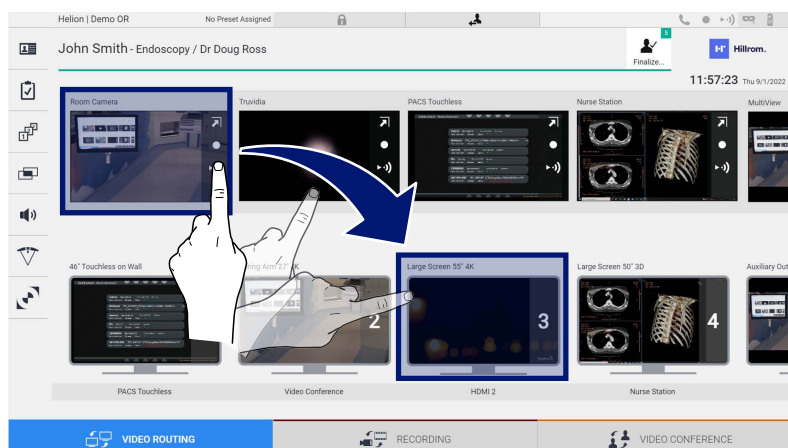 Helion | Demo OR
No Preset Assigned
John Smith - Endoscopy / Dr Doug Ross
5
Finalize...
H
Hillrom.
11:57:23 Thu 9/1/2022
Room Camera
Truvidia
PACS Touchless
Nurse Station
MultiView
46" Touchless on Wall
Arm 27" 4K
Large Screen 55" 4K
Large Screen 50" 3D
Auxiliary Out
2
3
4
PACS Touchless
Video Conference
HDMI 2
Nurse Station
VIDEO ROUTING
RECORDING
VIDEO CONFERENCE